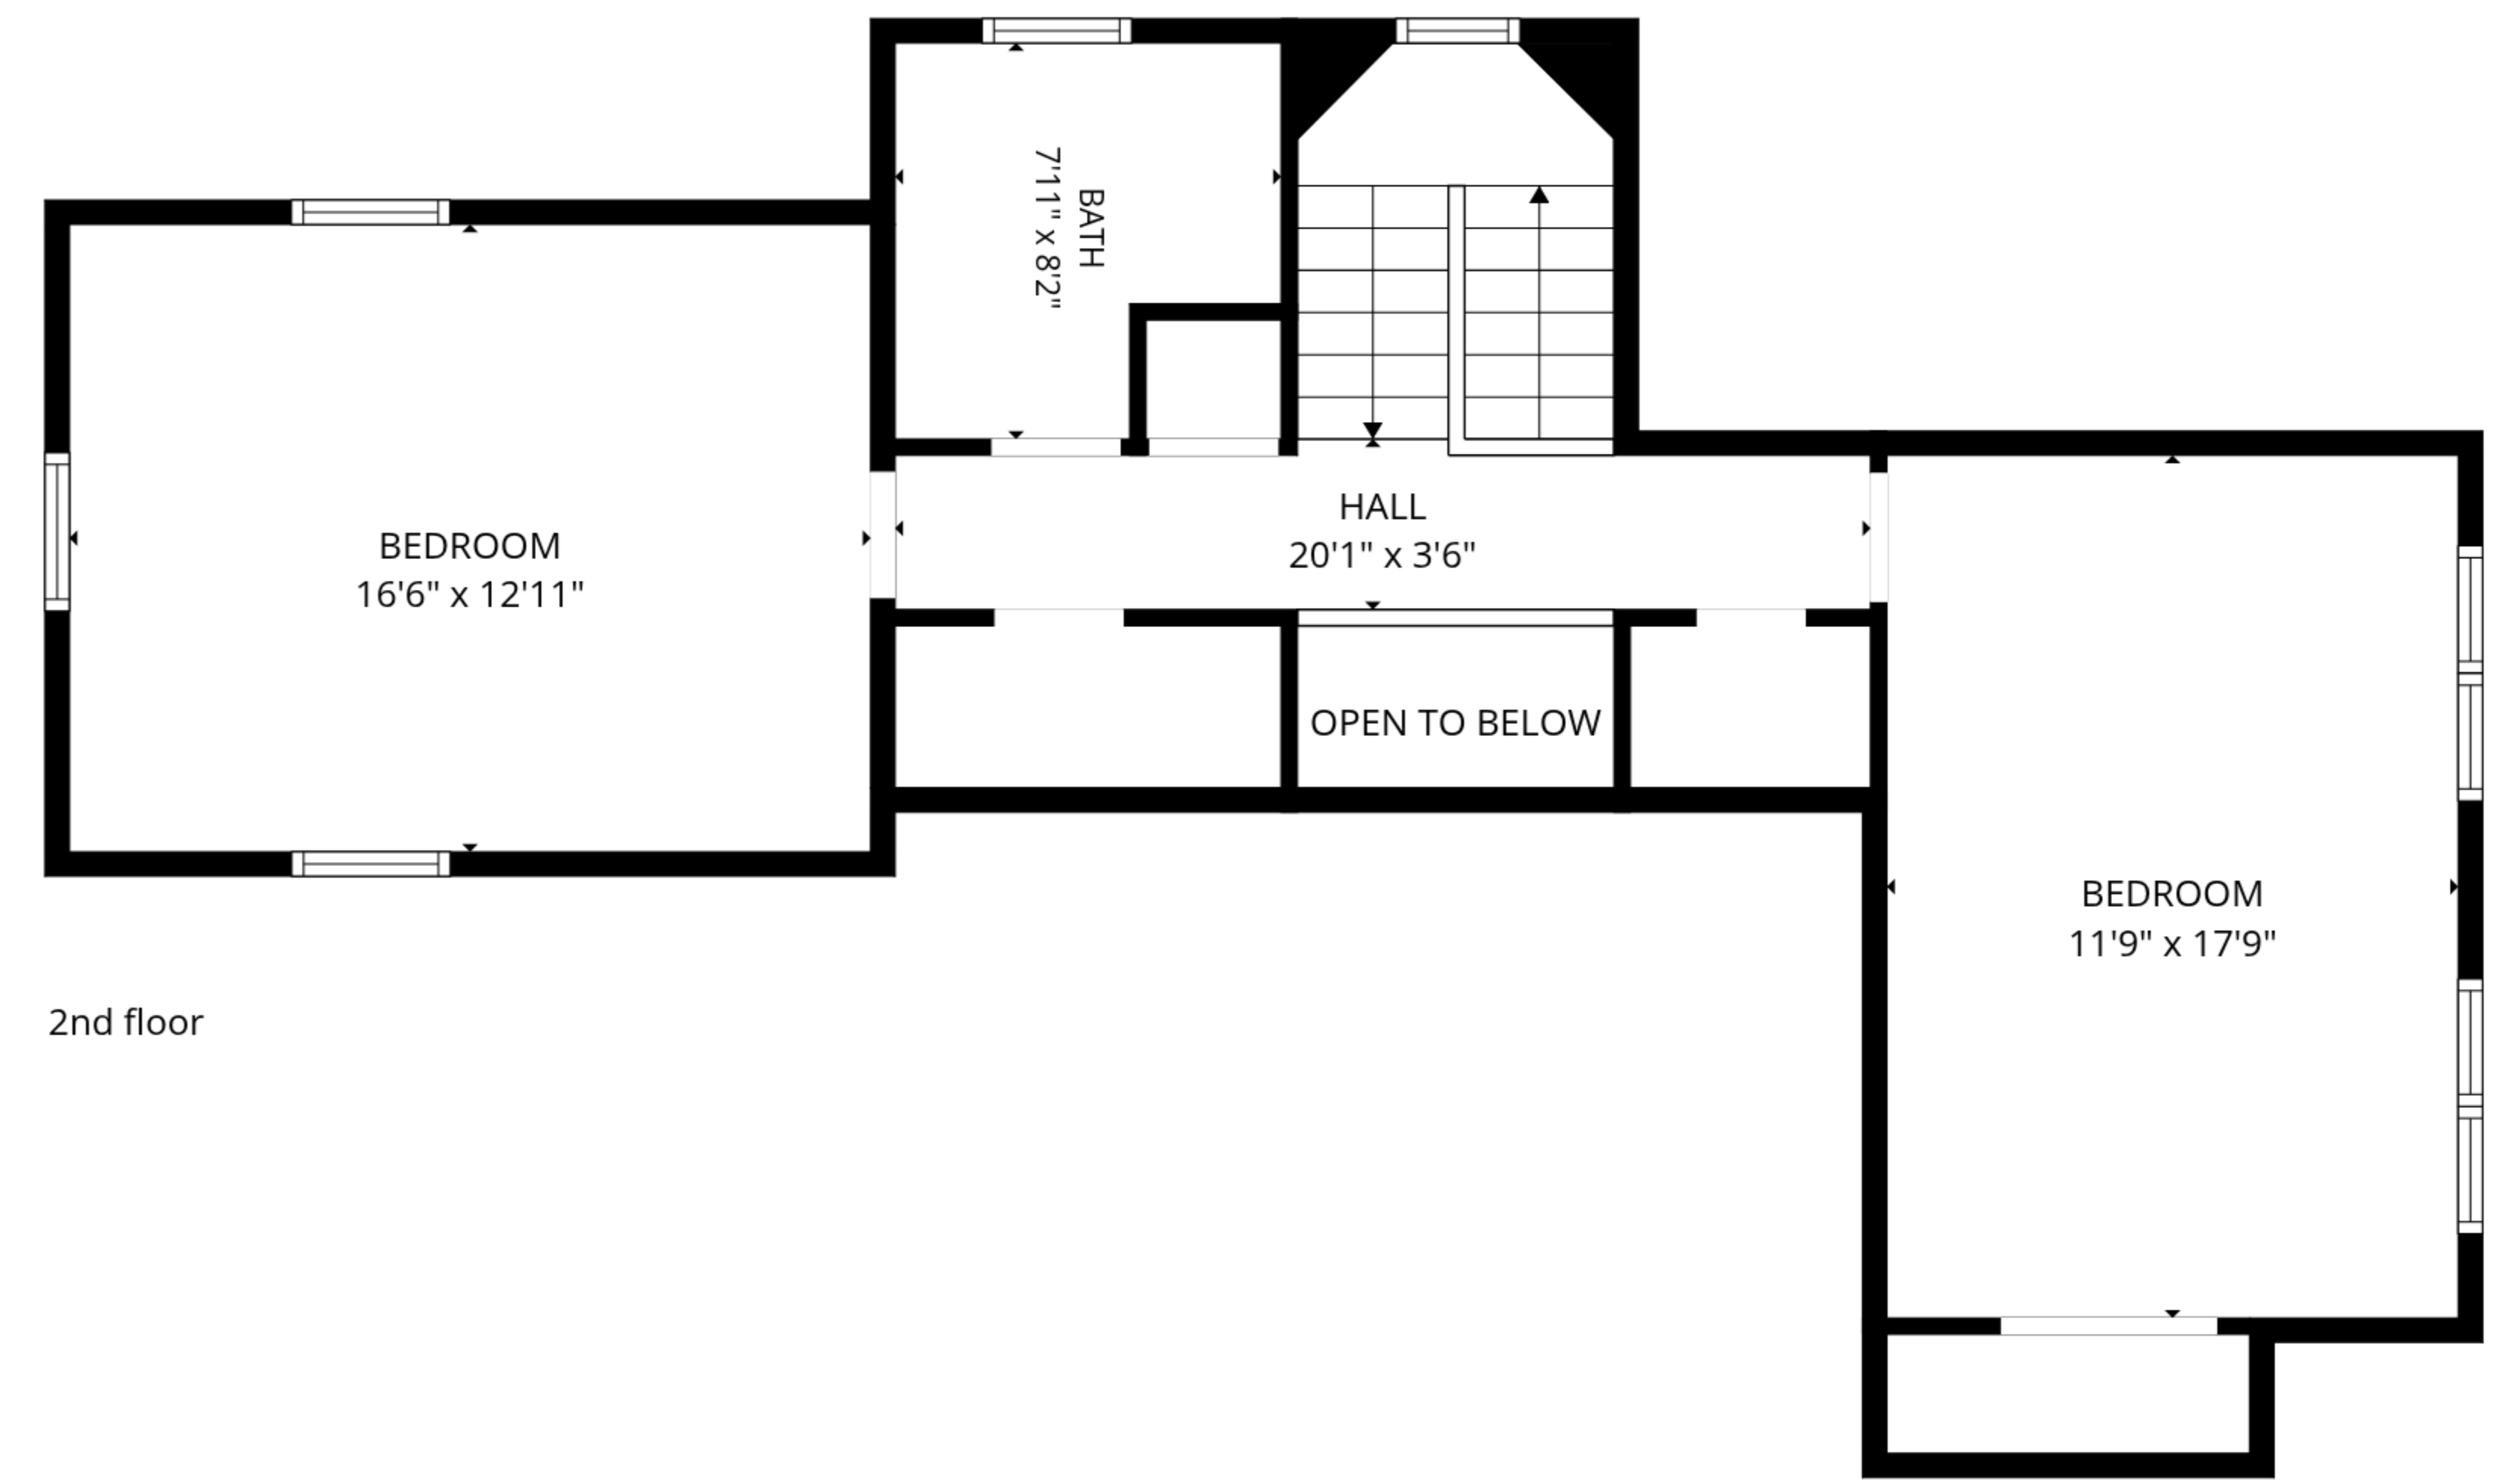 BATH
7'11" x 8'2"
HALL
20'1" x 3'6"
BEDROOM
16'6" x 12'11"
OPEN TO BELOW
BEDROOM
11'9" x 17'9"
2nd floor